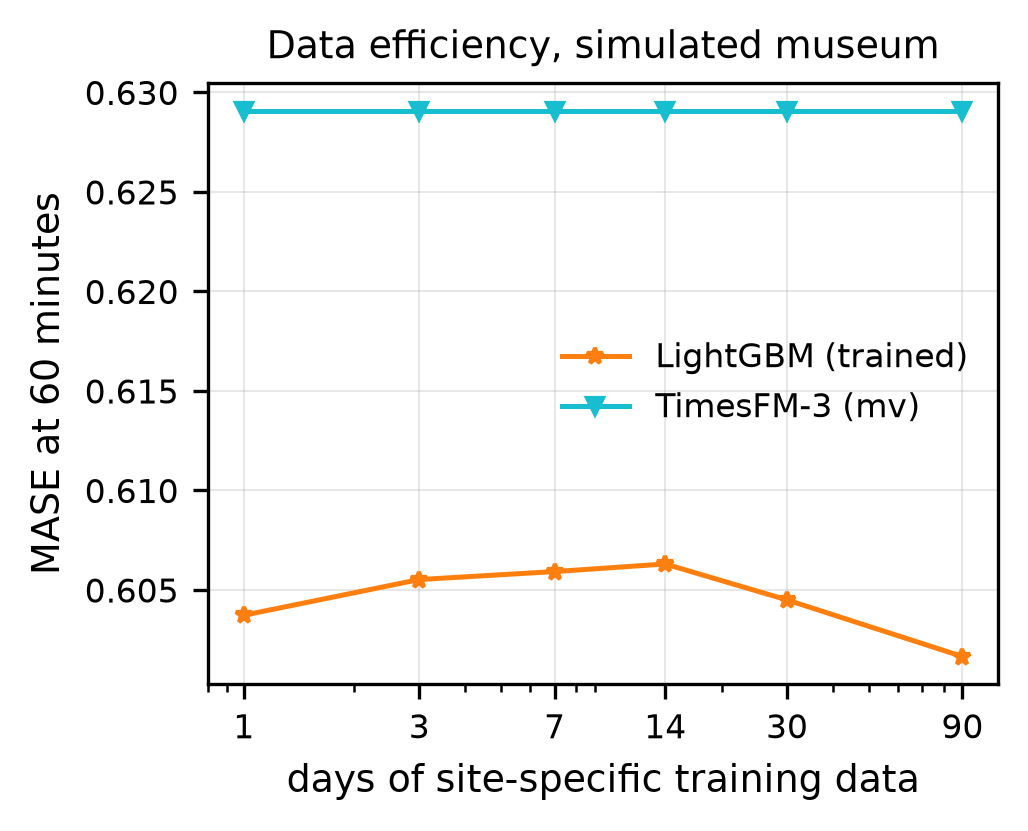 Data efficiency, simulated museum
MASE at 60 minutes
0.630
0.625
0.620
0.615
0.610
0.605
LightGBM (trained)
TimesFM-3 (mv)
1 3 7 14 30 90
days of site-specific training data